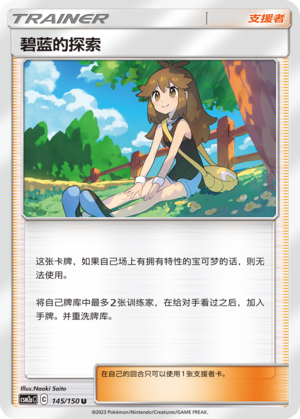 TRAINER 支援者
碧蓝的探索
这张卡牌，如果自己场上有拥有特性的宝可梦的话，则无
法使用。
将自己牌库中最多2张训练家，在给对手看过之后，加入
手牌。并重洗牌库。
Illus.Naoki Saito
C 145/150 U
在自己的回合只可以使用1张支援者卡。
©2023 Pokémon/Nintendo/Creatures/GAME FREAK.